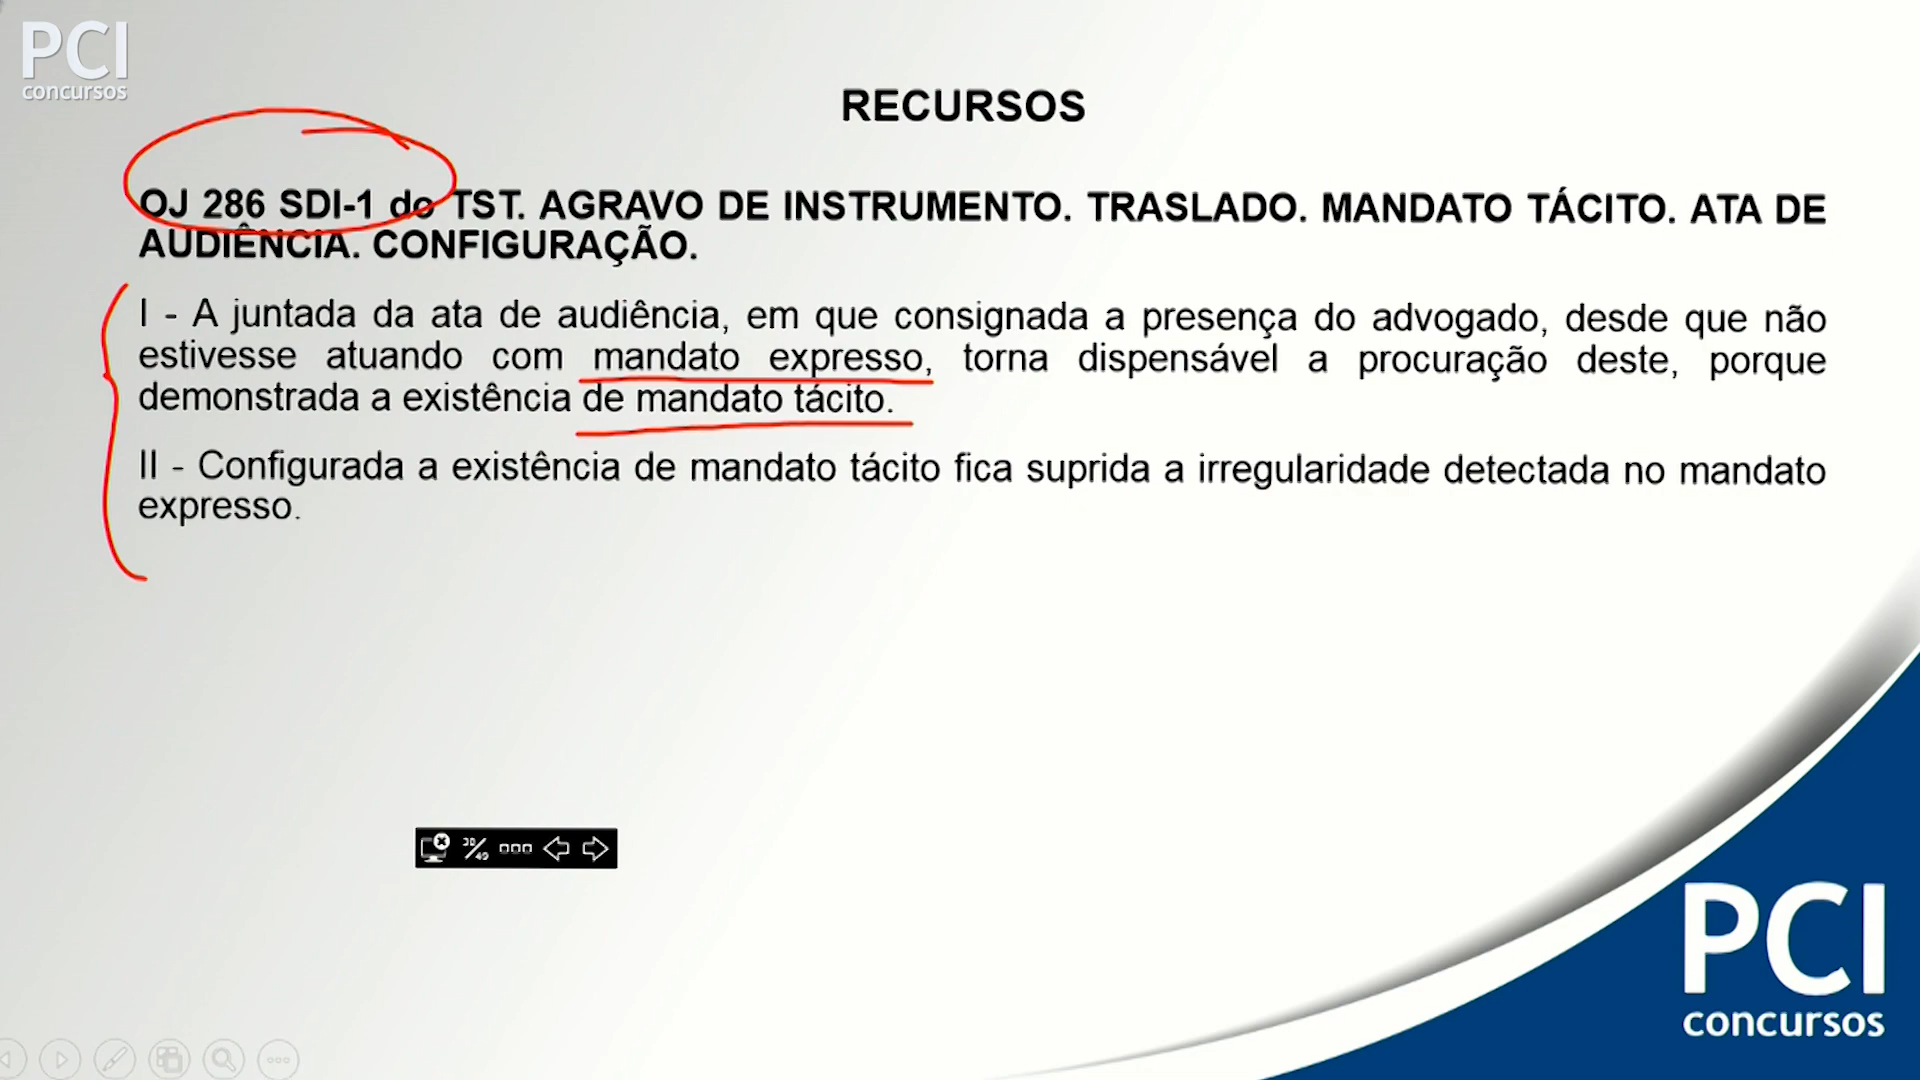 PCI
concursos
RECURSOS
OJ 286 SDI-1 do TST. AGRAVO DE INSTRUMENTO. TRASLADO. MANDATO TÁCITO. ATA DE
AUDIÊNCIA. CONFIGURAÇÃO.
I - A juntada da ata de audiência, em que consignada a presença do advogado, desde que não
estivesse atuando com mandato expresso, torna dispensável a procuração deste, porque
demonstrada a existência de mandato tácito.
II - Configurada a existência de mandato tácito fica suprida a irregularidade detectada no mandato
expresso.
PCI
concursos